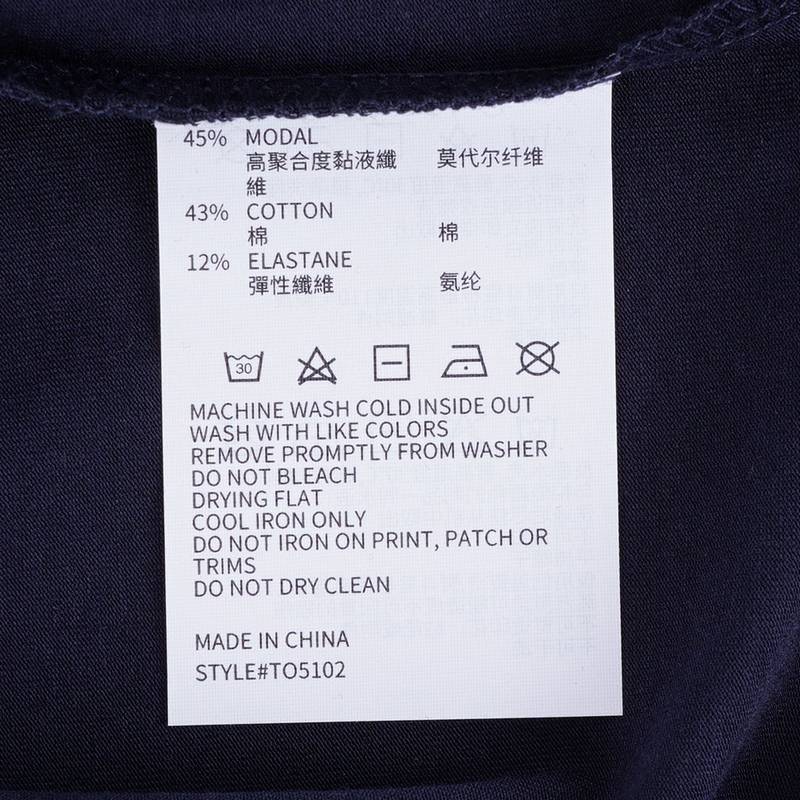 45% MODAL
高聚合度黏液纖 莫代尔纤维
維
43% COTTON
棉 棉
12% ELASTANE
彈性纖維 氨纶
30
MACHINE WASH COLD INSIDE OUT
WASH WITH LIKE COLORS
REMOVE PROMPTLY FROM WASHER
DO NOT BLEACH
DRYING FLAT
COOL IRON ONLY
DO NOT IRON ON PRINT, PATCH OR
TRIMS
DO NOT DRY CLEAN
MADE IN CHINA
STYLE#TO5102